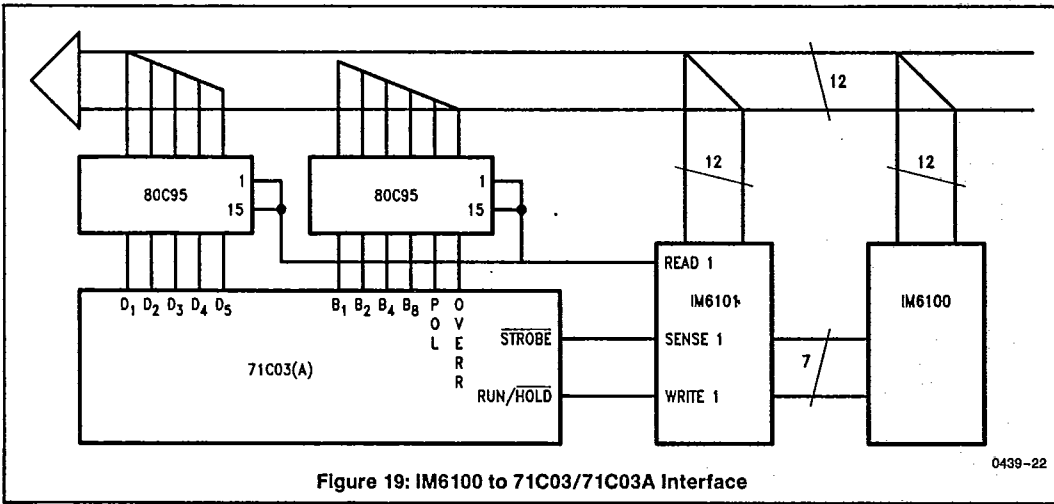 12
12
12
80C95
1
15
80C95
1
15
READ 1
IM6101
IM6100
D1 D2 D3 D4 D5
B1 B2 B4 B8 POL OVERR
STROBE
SENSE 1
7
71C03(A)
RUN/HOLD
WRITE 1
0439-22
Figure 19: IM6100 to 71C03/71C03A Interface